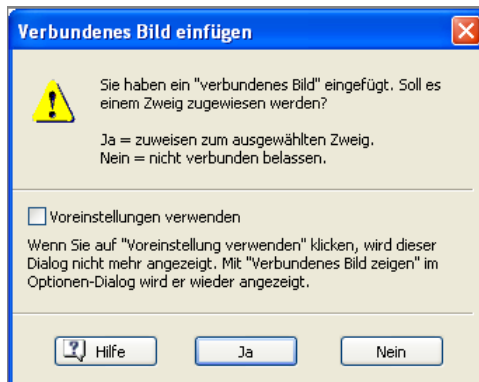 Verbundenes Bild einfügen
Sie haben ein "verbundenes Bild" eingefügt. Soll es
einem Zweig zugewiesen werden?
Ja = zuweisen zum ausgewählten Zweig.
Nein = nicht verbunden belassen.
Voreinstellungen verwenden
Wenn Sie auf "Voreinstellung verwenden" klicken, wird dieser
Dialog nicht mehr angezeigt. Mit "Verbundenes Bild zeigen" im
Optionen-Dialog wird er wieder angezeigt.
Hilfe Ja Nein